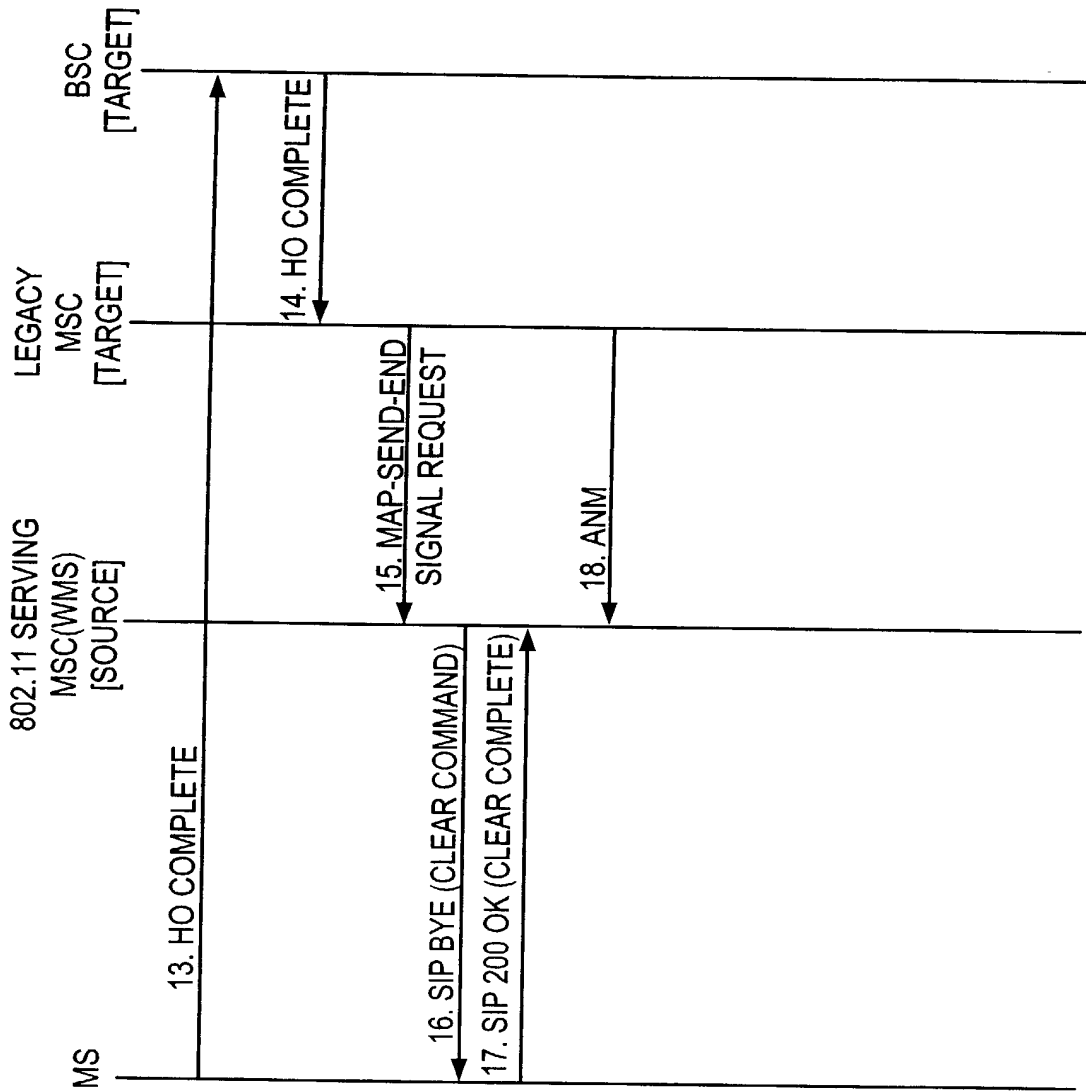 MS
802.11 SERVING
MSC(WMS)
[SOURCE]
LEGACY
MSC
[TARGET]
BSC
[TARGET]
13. HO COMPLETE
14. HO COMPLETE
15. MAP-SEND-END
SIGNAL REQUEST
16. SIP BYE (CLEAR COMMAND)
17. SIP 200 OK (CLEAR COMPLETE)
18. ANM